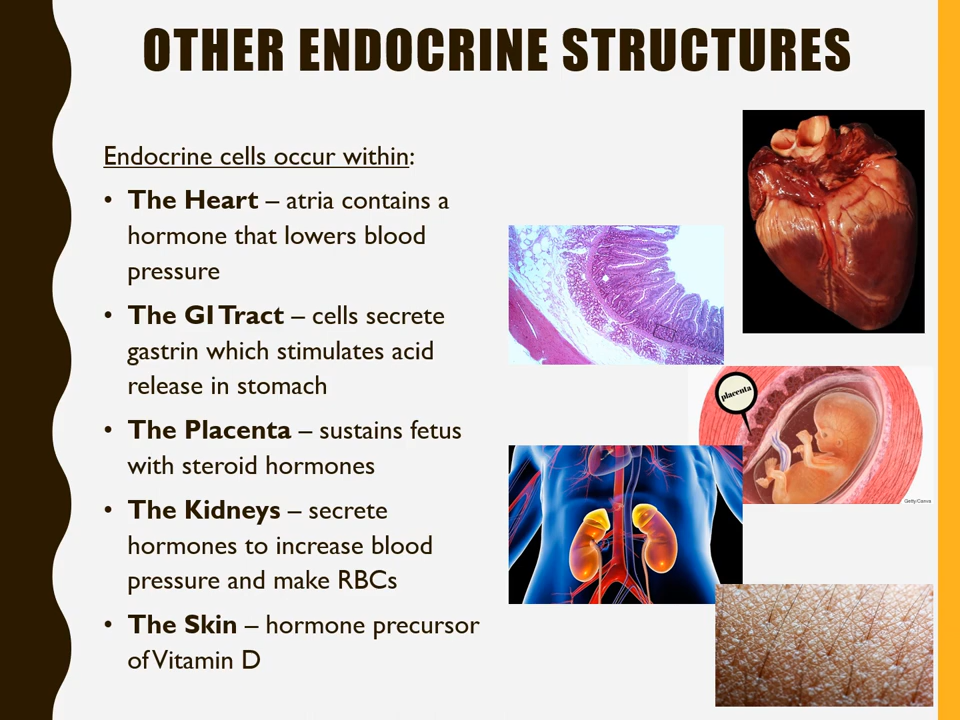 OTHER ENDOCRINE STRUCTURES
Endocrine cells occur within:
• The Heart – atria contains a
hormone that lowers blood
pressure
• The GI Tract – cells secrete
gastrin which stimulates acid
release in stomach
• The Placenta – sustains fetus
with steroid hormones
• The Kidneys – secrete
hormones to increase blood
pressure and make RBCs
• The Skin – hormone precursor
of Vitamin D
placenta
Getty/Canva